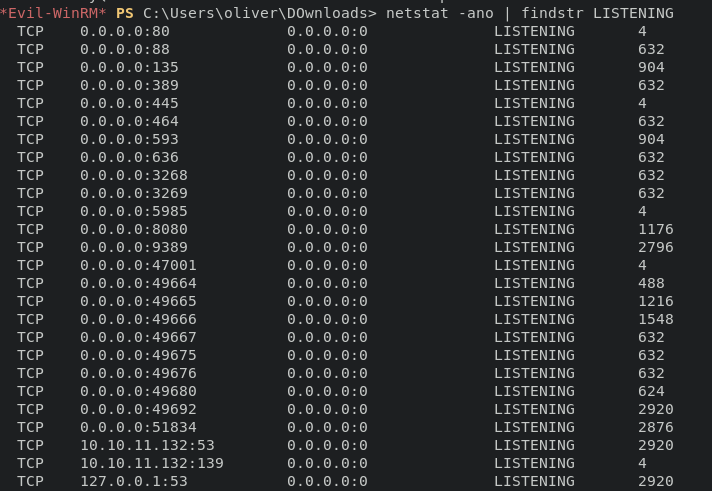 *Evil-WinRM* PS C:\Users\oliver\DOwnloads> netstat -ano | findstr LISTENING
TCP 0.0.0.0:80 0.0.0.0:0 LISTENING 4
TCP 0.0.0.0:88 0.0.0.0:0 LISTENING 632
TCP 0.0.0.0:135 0.0.0.0:0 LISTENING 904
TCP 0.0.0.0:389 0.0.0.0:0 LISTENING 632
TCP 0.0.0.0:445 0.0.0.0:0 LISTENING 4
TCP 0.0.0.0:464 0.0.0.0:0 LISTENING 632
TCP 0.0.0.0:593 0.0.0.0:0 LISTENING 904
TCP 0.0.0.0:636 0.0.0.0:0 LISTENING 632
TCP 0.0.0.0:3268 0.0.0.0:0 LISTENING 632
TCP 0.0.0.0:3269 0.0.0.0:0 LISTENING 632
TCP 0.0.0.0:5985 0.0.0.0:0 LISTENING 4
TCP 0.0.0.0:8080 0.0.0.0:0 LISTENING 1176
TCP 0.0.0.0:9389 0.0.0.0:0 LISTENING 2796
TCP 0.0.0.0:47001 0.0.0.0:0 LISTENING 4
TCP 0.0.0.0:49664 0.0.0.0:0 LISTENING 488
TCP 0.0.0.0:49665 0.0.0.0:0 LISTENING 1216
TCP 0.0.0.0:49666 0.0.0.0:0 LISTENING 1548
TCP 0.0.0.0:49667 0.0.0.0:0 LISTENING 632
TCP 0.0.0.0:49675 0.0.0.0:0 LISTENING 632
TCP 0.0.0.0:49676 0.0.0.0:0 LISTENING 632
TCP 0.0.0.0:49680 0.0.0.0:0 LISTENING 624
TCP 0.0.0.0:49692 0.0.0.0:0 LISTENING 2920
TCP 0.0.0.0:51834 0.0.0.0:0 LISTENING 2876
TCP 10.10.11.132:53 0.0.0.0:0 LISTENING 2920
TCP 10.10.11.132:139 0.0.0.0:0 LISTENING 4
TCP 127.0.0.1:53 0.0.0.0:0 LISTENING 2920